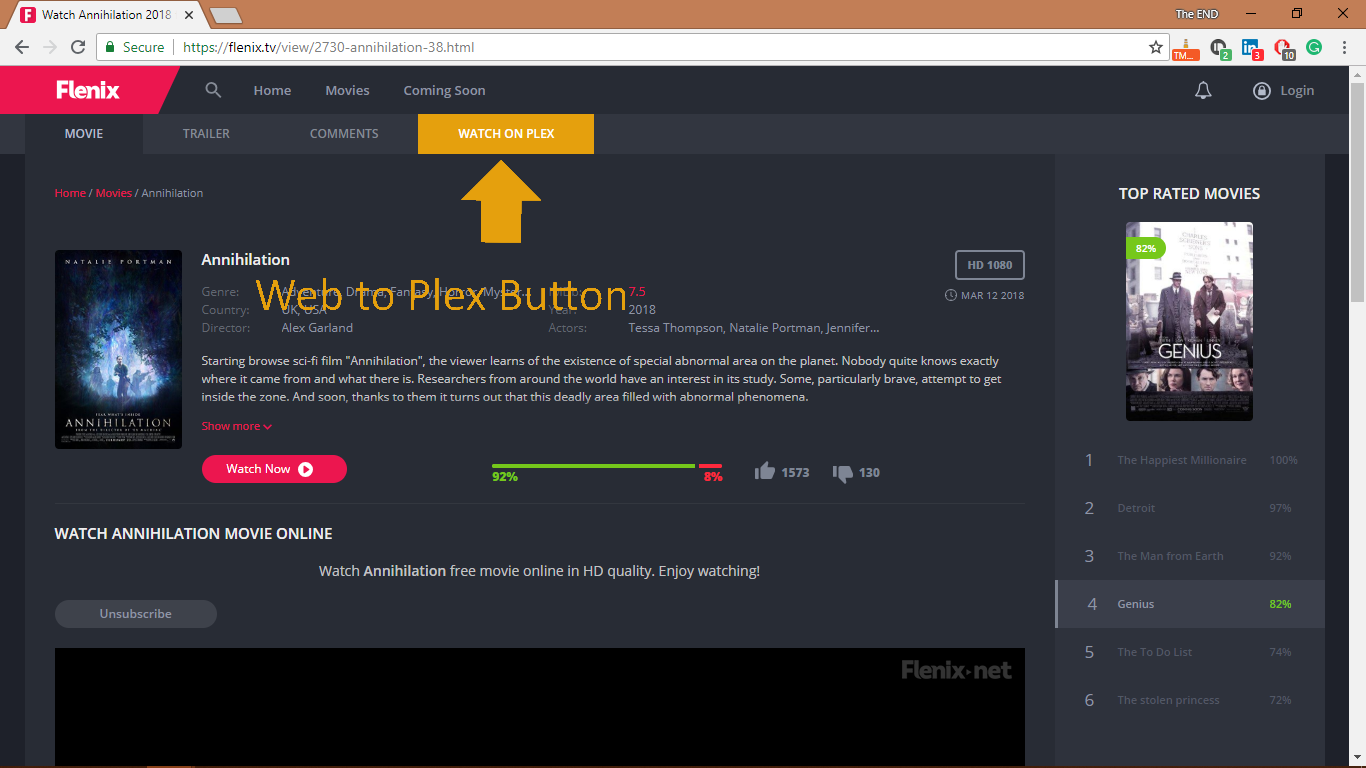 Watch Annihilation 2018
The END
Secure
https://flenix.tv/view/2730-annihilation-38.html
TM...
2
3
10
Flenix
Home
Movies
Coming Soon
Login
MOVIE
TRAILER
COMMENTS
WATCH ON PLEX
Home / Movies / Annihilation
NATALIE PORTMAN
FEAR WHAT'S INSIDE
ANNIHILATION
Annihilation
HD 1080
MAR 12 2018
Web to Plex Button
Genre: Adventure, Drama, Fantasy, Horror, Myster...
7.5
Country: UK, USA
Year: 2018
Director: Alex Garland
Actors: Tessa Thompson, Natalie Portman, Jennifer...
Starting browse sci-fi film "Annihilation", the viewer learns of the existence of special abnormal area on the planet. Nobody quite knows exactly
where it came from and what there is. Researchers from around the world have an interest in its study. Some, particularly brave, attempt to get
inside the zone. And soon, thanks to them it turns out that this deadly area filled with abnormal phenomena.
Show more
Watch Now
92%
8%
1573
130
WATCH ANNIHILATION MOVIE ONLINE
Watch Annihilation free movie online in HD quality. Enjoy watching!
Unsubscribe
Flenix.net
TOP RATED MOVIES
82%
GENIUS
1 The Happiest Millionaire 100%
2 Detroit 97%
3 The Man from Earth 92%
4 Genius 82%
5 The To Do List 74%
6 The stolen princess 72%